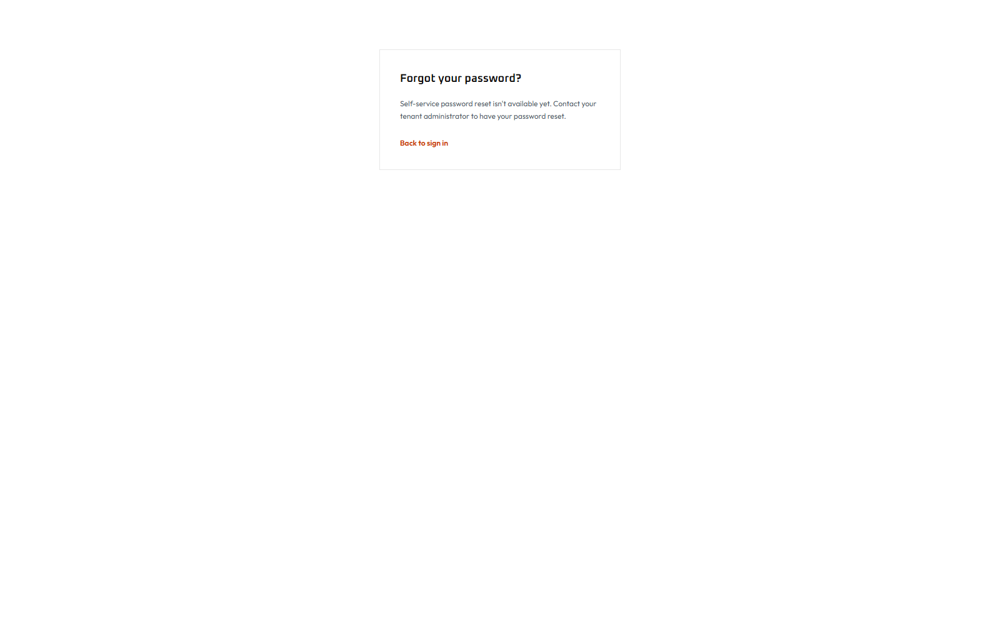 Forgot your password?
Self-service password reset isn't available yet. Contact your
tenant administrator to have your password reset.
Back to sign in